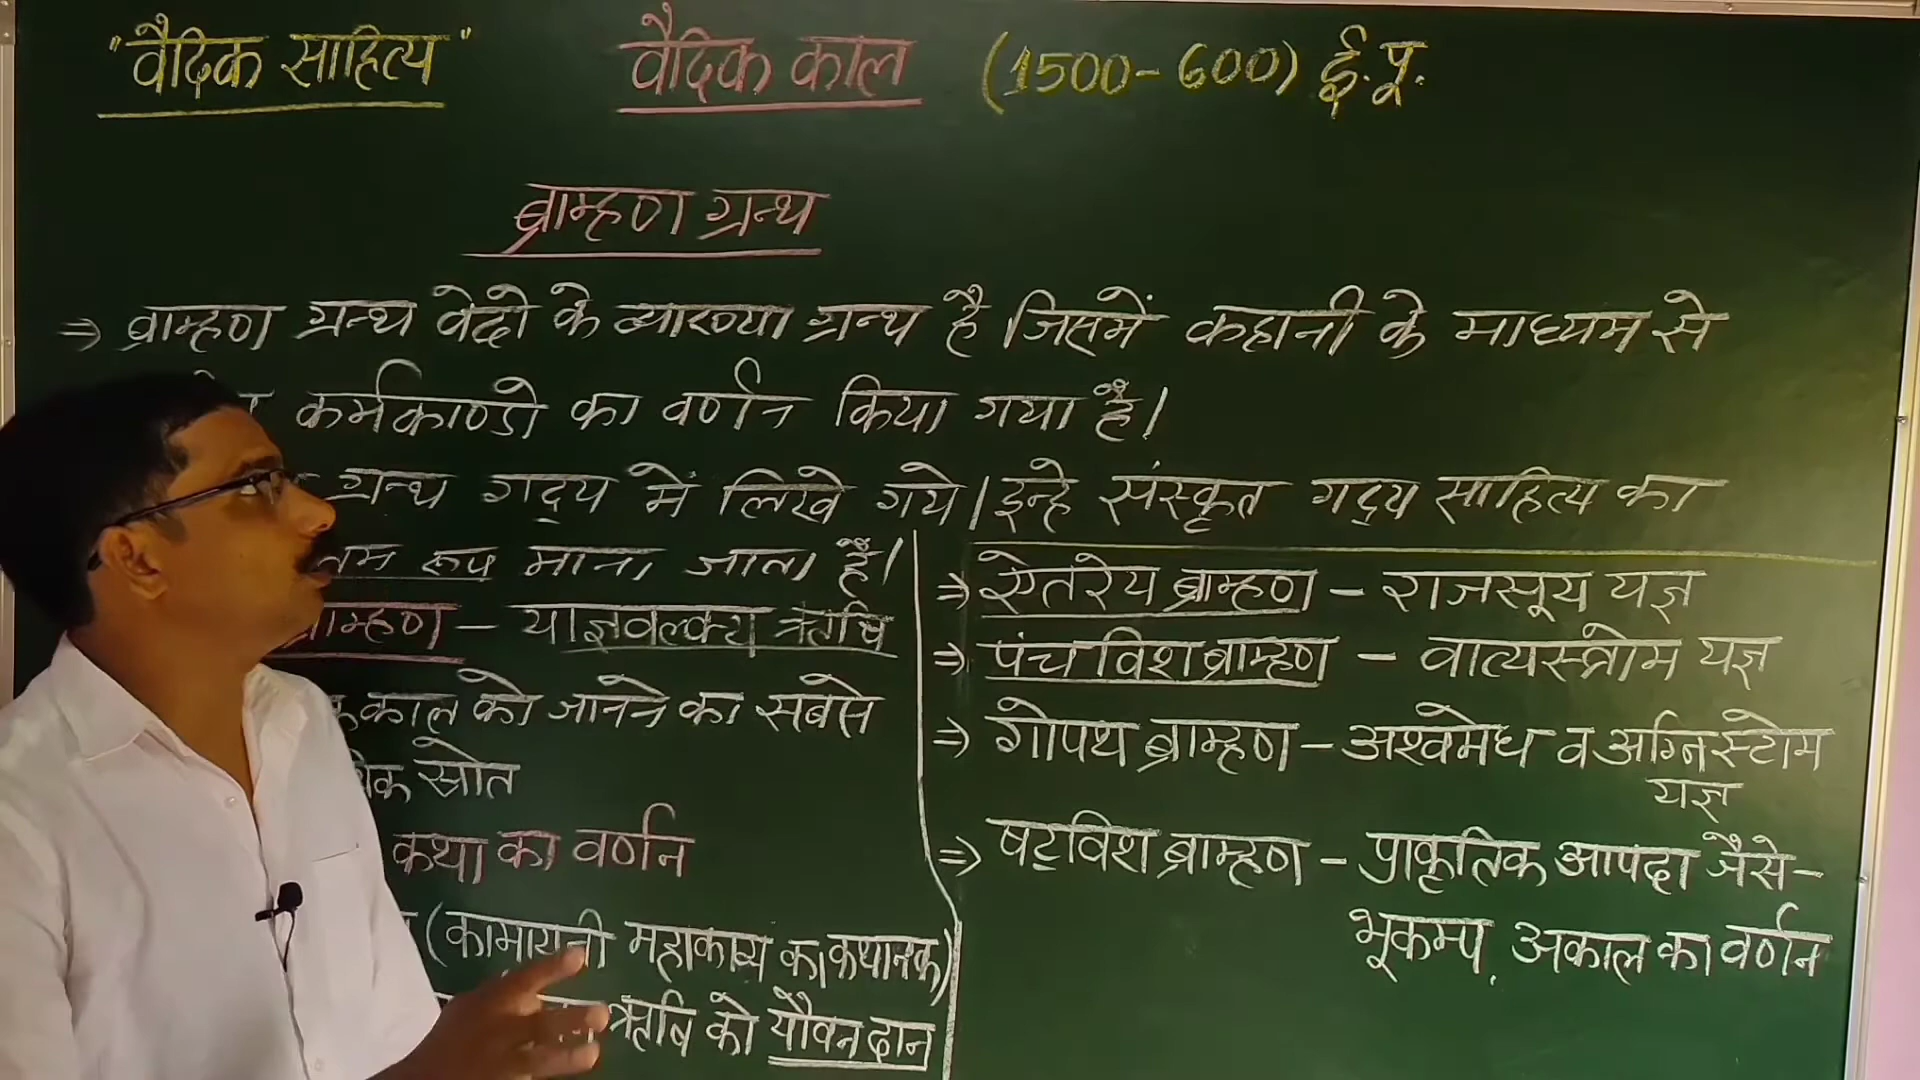 "वैदिक साहित्य" वैदिक काल (1500-600) ई.पू.
ब्राम्हण ग्रन्थ
⇒ ब्राम्हण ग्रन्थ वेदो के व्याख्या ग्रन्थ है जिसमें कहानी के माध्यम से
कर्मकाण्डो का वर्णन किया गया है।
ग्रन्थ गद्य में लिखे गये। इन्हे संस्कृत गद्य साहित्य का
तम रूप माना जाता है।
ब्राम्हण - याज्ञवल्क्य ऋषि
काल को जानने का सबसे
स्रोत
कथा का वर्णन
(कामायनी महाकाव्य का कथानक)
ऋषि को यौवन दान
⇒ ऐतरेय ब्राम्हण - राजसूय यज्ञ
⇒ पंचविश ब्राम्हण - वात्यस्त्रोम यज्ञ
⇒ गोपथ ब्राम्हण - अश्वमेध व अग्निस्टोम
यज्ञ
⇒ षट्विश ब्राम्हण - प्राकृतिक आपदा जैसे-
भूकम्प, अकाल का वर्णन